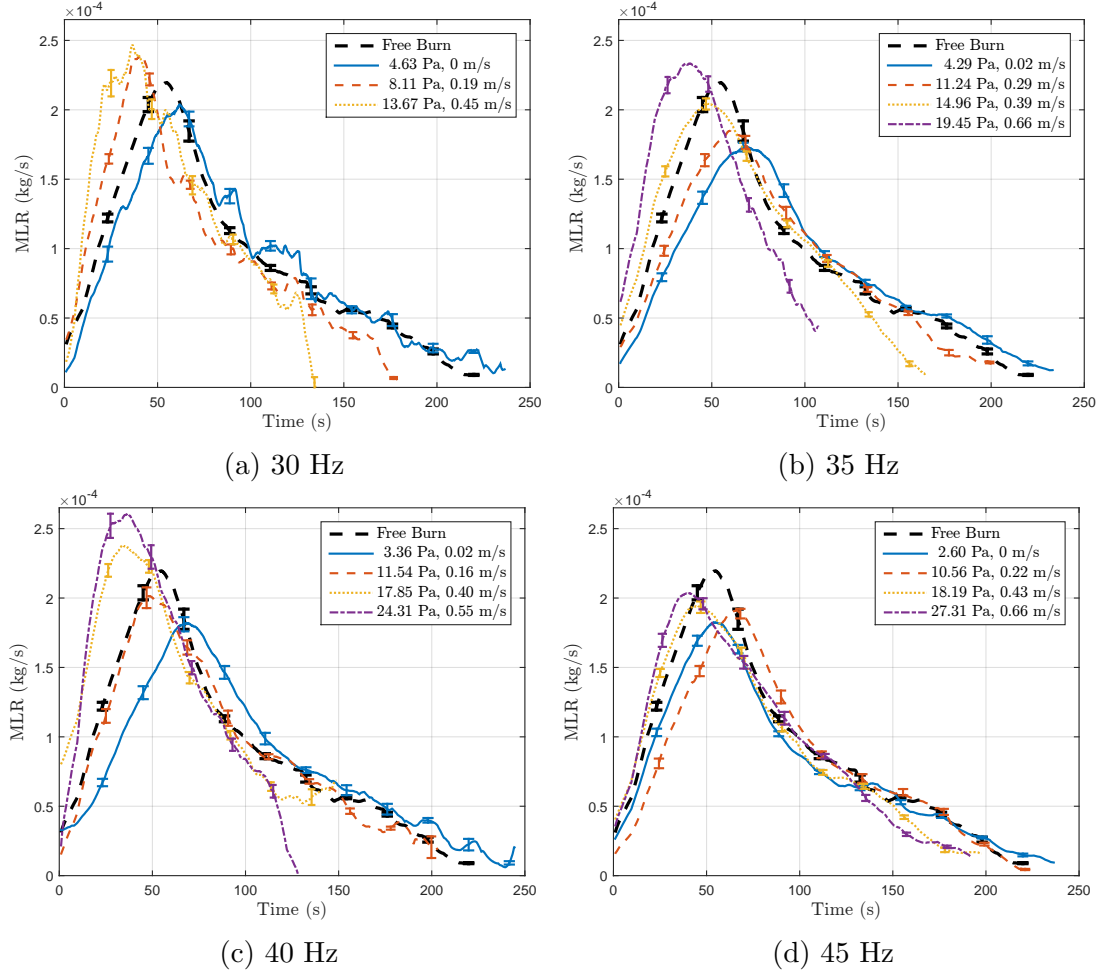 ×10⁻⁴
MLR (kg/s)
2.5
2
1.5
1
0.5
0
0 50 100 150 200 250
Time (s)
Free Burn
4.63 Pa, 0 m/s
8.11 Pa, 0.19 m/s
13.67 Pa, 0.45 m/s
(a) 30 Hz
×10⁻⁴
MLR (kg/s)
2.5
2
1.5
1
0.5
0
0 50 100 150 200 250
Time (s)
Free Burn
4.29 Pa, 0.02 m/s
11.24 Pa, 0.29 m/s
14.96 Pa, 0.39 m/s
19.45 Pa, 0.66 m/s
(b) 35 Hz
×10⁻⁴
MLR (kg/s)
2.5
2
1.5
1
0.5
0
0 50 100 150 200 250
Time (s)
Free Burn
3.36 Pa, 0.02 m/s
11.54 Pa, 0.16 m/s
17.85 Pa, 0.40 m/s
24.31 Pa, 0.55 m/s
(c) 40 Hz
×10⁻⁴
MLR (kg/s)
2.5
2
1.5
1
0.5
0
0 50 100 150 200 250
Time (s)
Free Burn
2.60 Pa, 0 m/s
10.56 Pa, 0.22 m/s
18.19 Pa, 0.43 m/s
27.31 Pa, 0.66 m/s
(d) 45 Hz